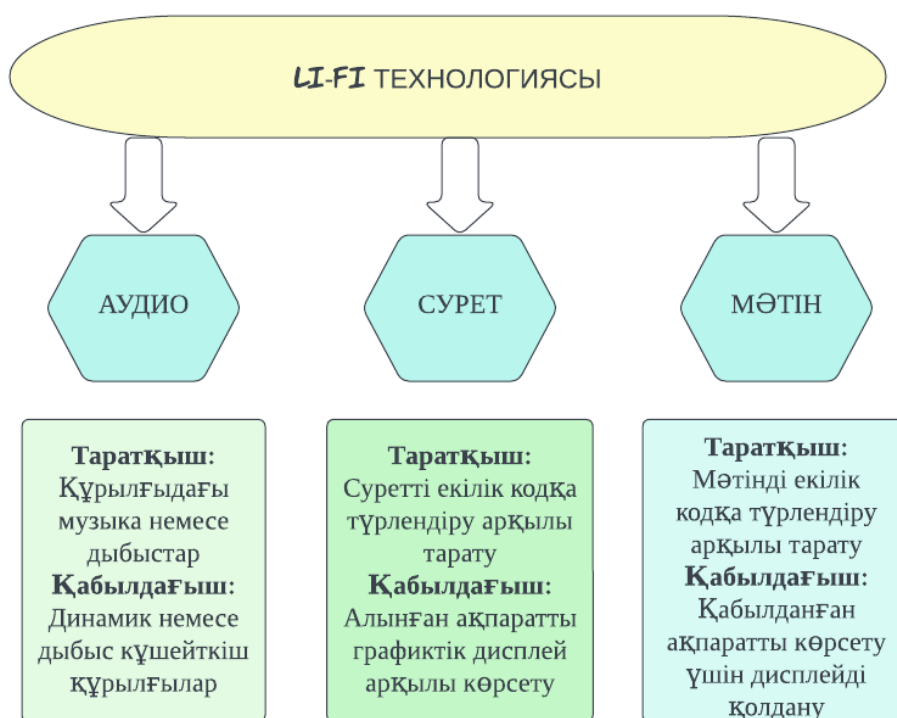 LI-FI ТЕХНОЛОГИЯСЫ
АУДИО
СУРЕТ
МӘТІН
Таратқыш:
Құрылғыдағы
музыка немесе
дыбыстар
Қабылдағыш:
Динамик немесе
дыбыс құшейткіш
құрылғылар
Таратқыш:
Суретті екілік кодқа
түрлендіру арқылы
тарату
Қабылдағыш:
Алынған ақпаратты
графиктік дисплей
арқылы көрсету
Таратқыш:
Мәтінді екілік
кодқа түрлендіру
арқылы тарату
Қабылдағыш:
Қабылданған
ақпаратты көрсету
үшін дисплейді
қолдану